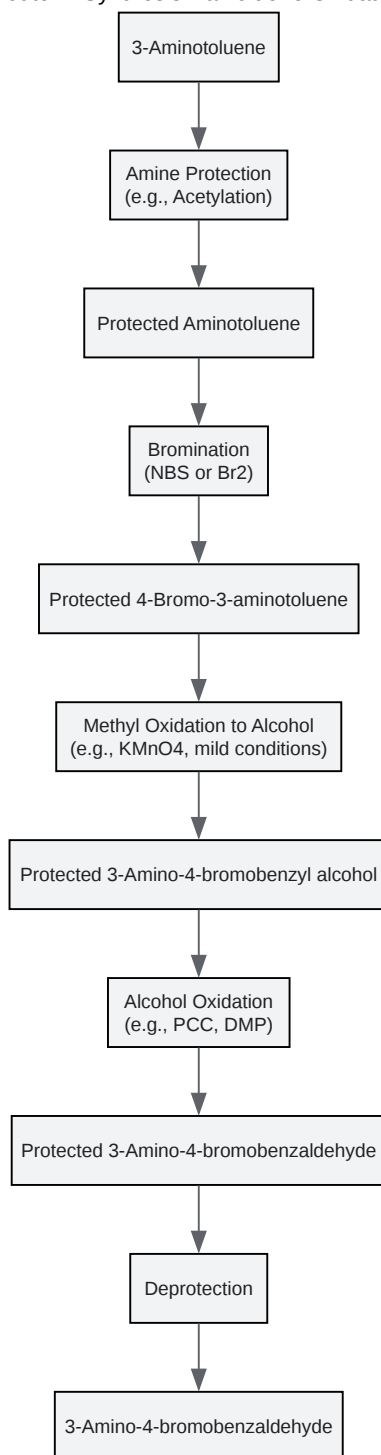 3-Aminotoluene
Amine Protection
(e.g., Acetylation)
Protected Aminotoluene
Bromination
(NBS or Br2)
Protected 4-Bromo-3-aminotoluene
Methyl Oxidation to Alcohol
(e.g., KMnO4, mild conditions)
Protected 3-Amino-4-bromobenzyl alcohol
Alcohol Oxidation
(e.g., PCC, DMP)
Protected 3-Amino-4-bromobenzaldehyde
Deprotection
3-Amino-4-bromobenzaldehyde